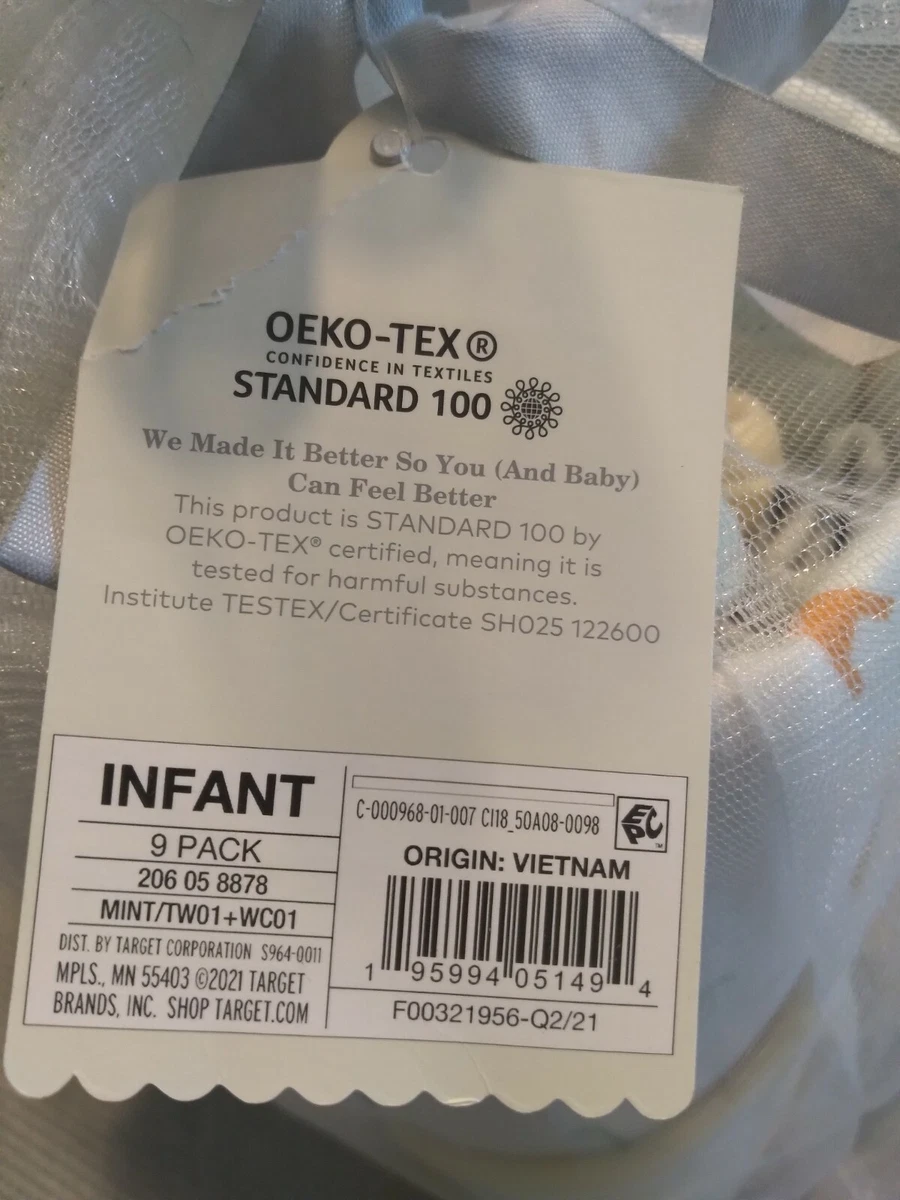 OEKO-TEX®
CONFIDENCE IN TEXTILES
STANDARD 100
We Made It Better So You (And Baby)
Can Feel Better
This product is STANDARD 100 by
OEKO-TEX® certified, meaning it is
tested for harmful substances.
Institute TESTEX/Certificate SH025 122600
INFANT
9 PACK
206 05 8878
MINT/TW01+WC01
DIST. BY TARGET CORPORATION S964-0011
MPLS., MN 55403 ©2021 TARGET
BRANDS, INC. SHOP TARGET.COM
C-000968-01-007 CI18_50A08-0098
EPC™
ORIGIN: VIETNAM
1 95994 05149 4
F00321956-Q2/21